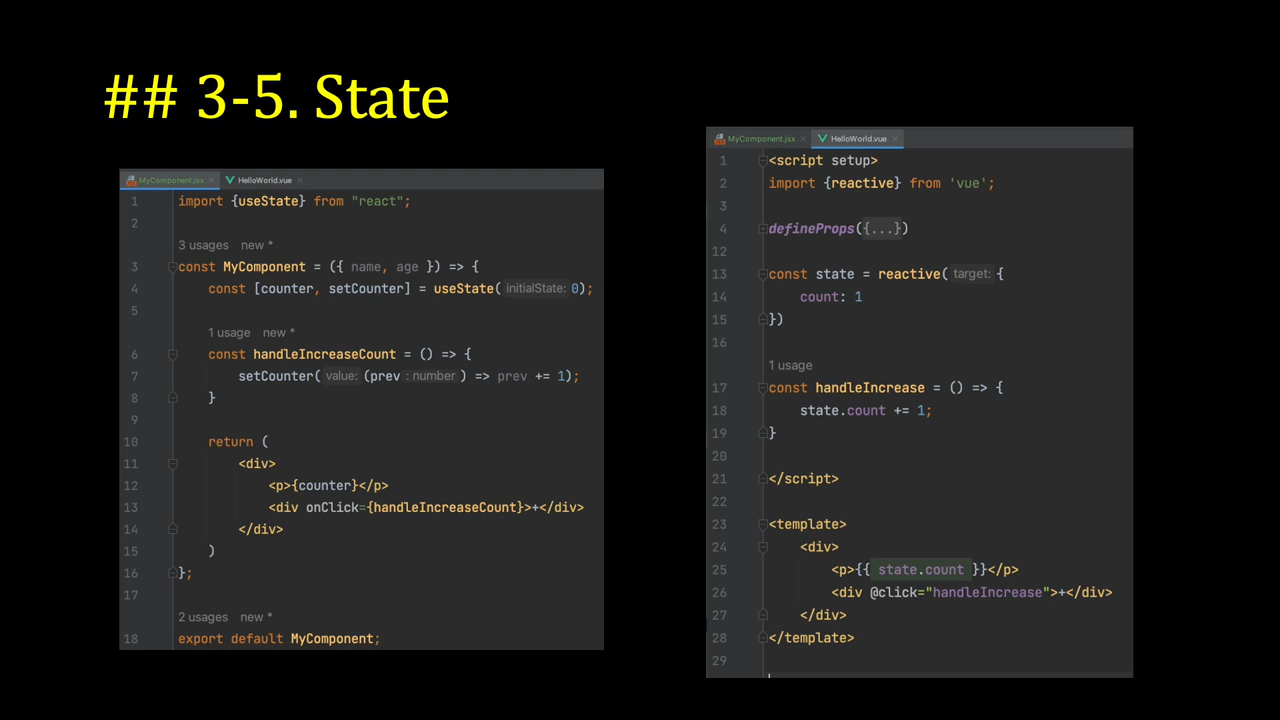 ## 3-5. State
MyComponent.jsx HelloWorld.vue
1 import {useState} from "react";
2
3 usages new *
3 const MyComponent = ({ name, age }) => {
4 const [counter, setCounter] = useState( initialState: 0);
5
1 usage new *
6 const handleIncreaseCount = () => {
7 setCounter( value: (prev : number ) => prev += 1);
8 }
9
10 return (
11 <div>
12 <p>{counter}</p>
13 <div onClick={handleIncreaseCount}>+</div>
14 </div>
15 )
16 };
17
2 usages new *
18 export default MyComponent;
MyComponent.jsx HelloWorld.vue
1 <script setup>
2 import {reactive} from 'vue';
3
4 defineProps({...})
12
13 const state = reactive( target: {
14 count: 1
15 })
16
1 usage
17 const handleIncrease = () => {
18 state.count += 1;
19 }
20
21 </script>
22
23 <template>
24 <div>
25 <p>{{ state.count }}</p>
26 <div @click="handleIncrease">+</div>
27 </div>
28 </template>
29